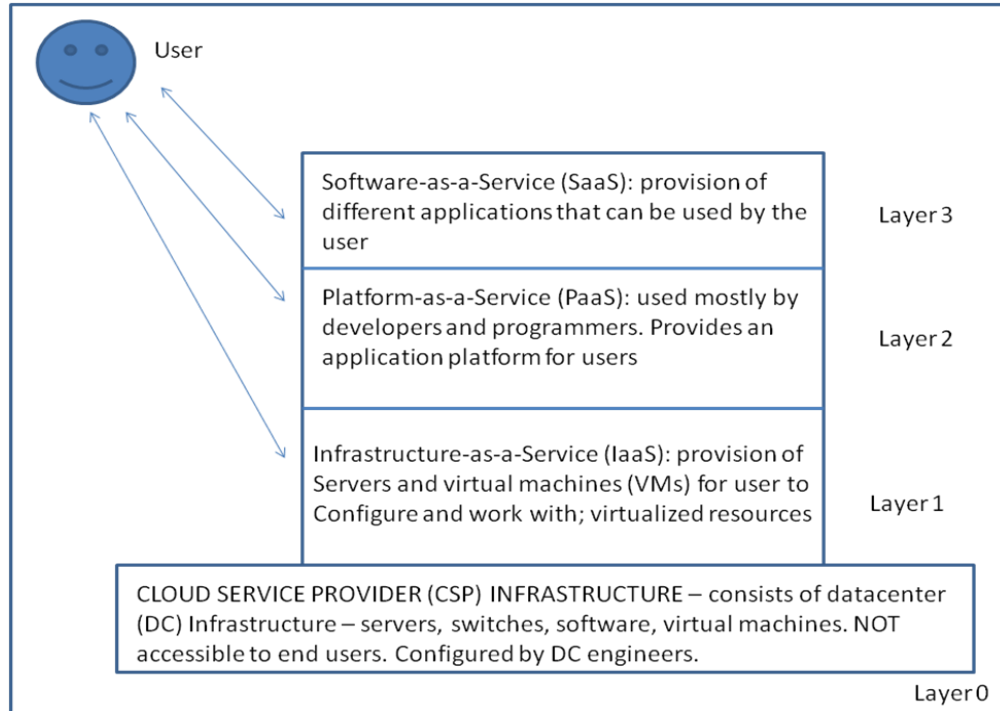 User
Software-as-a-Service (SaaS): provision of
different applications that can be used by the
user
Layer 3
Platform-as-a-Service (PaaS): used mostly by
developers and programmers. Provides an
application platform for users
Layer 2
Infrastructure-as-a-Service (IaaS): provision of
Servers and virtual machines (VMs) for user to
Configure and work with; virtualized resources
Layer 1
CLOUD SERVICE PROVIDER (CSP) INFRASTRUCTURE – consists of datacenter
(DC) Infrastructure – servers, switches, software, virtual machines. NOT
accessible to end users. Configured by DC engineers.
Layer 0